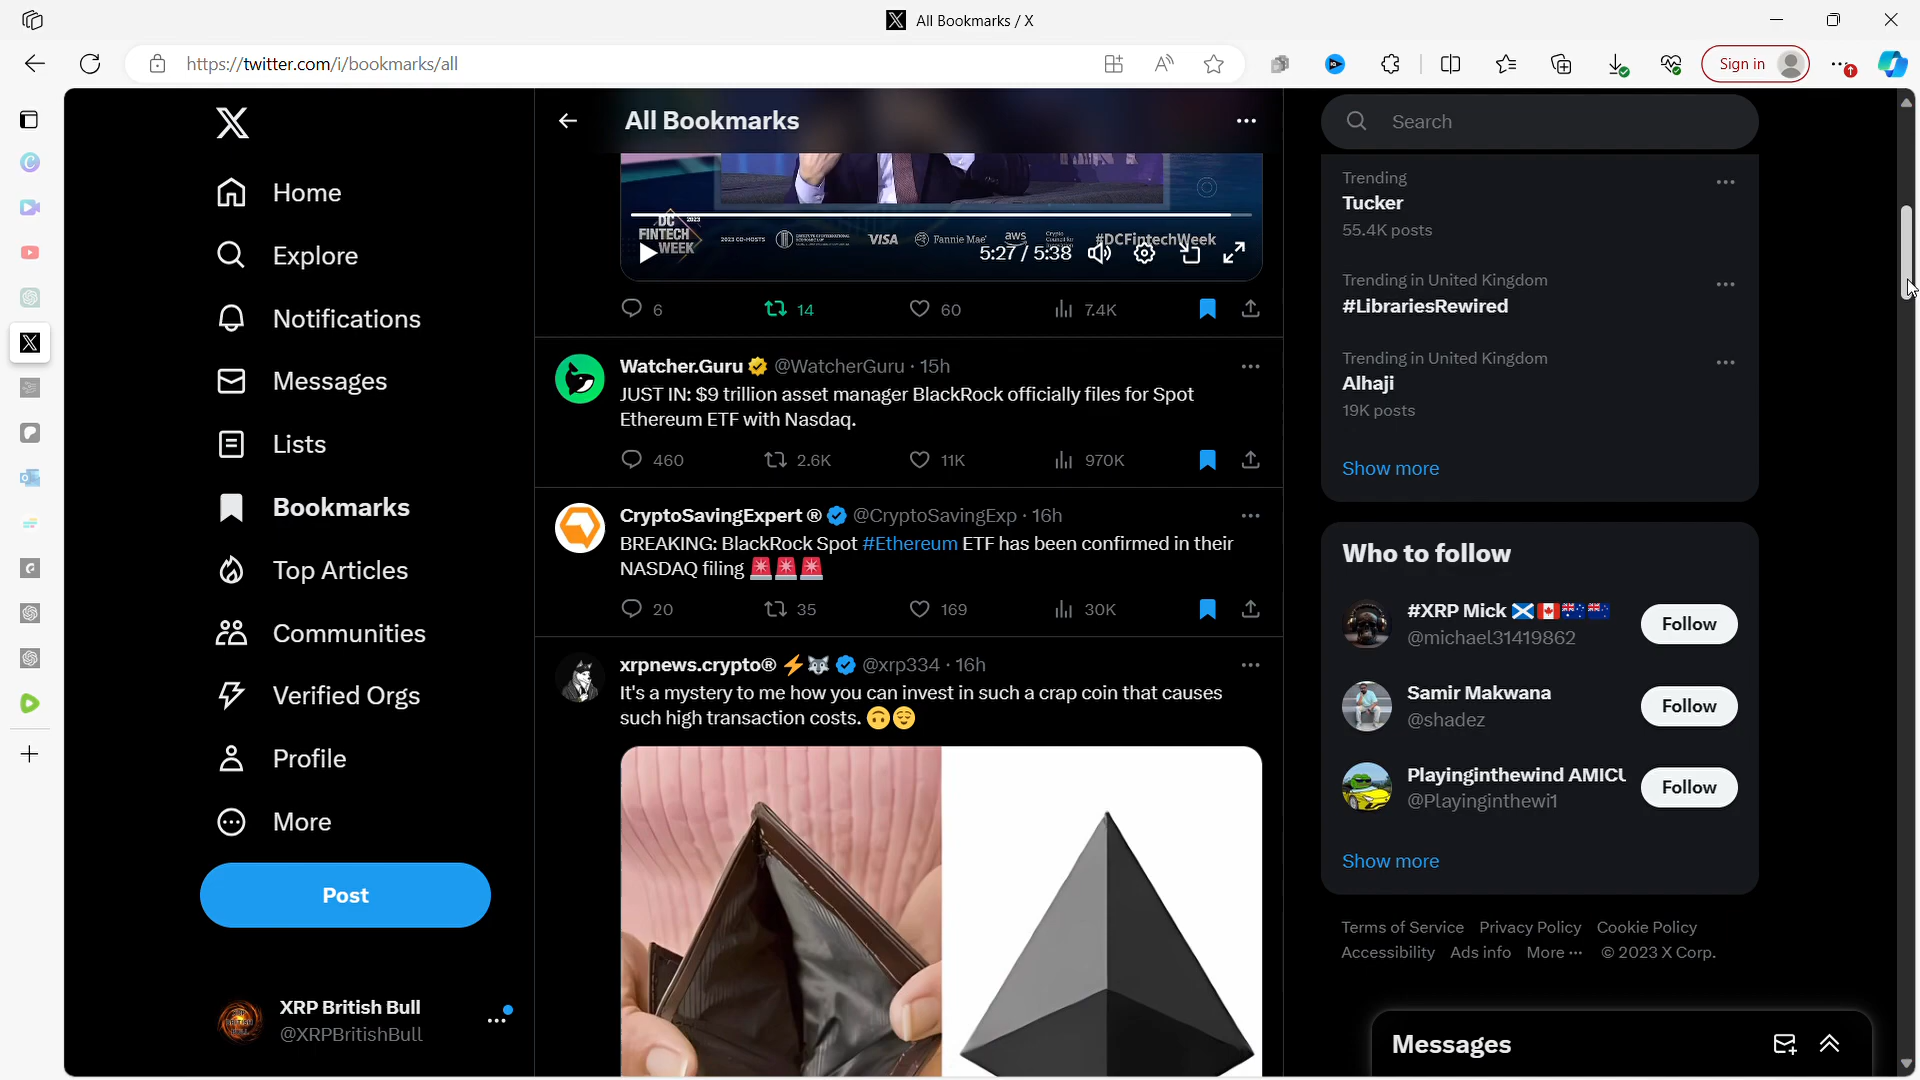 All Bookmarks / X
https://twitter.com/i/bookmarks/all
Sign in
Home
Explore
Notifications
Messages
Lists
Bookmarks
Top Articles
Communities
Verified Orgs
Profile
More
Post
XRP British Bull
@XRPBritishBull
All Bookmarks
DC FINTECH WEEK 2023
2023 CO-HOSTS
VISA
Fannie Mae
aws
#DCFintechWeek
5:27 / 5:38
6 14 60 7.4K
Watcher.Guru @WatcherGuru · 15h
JUST IN: $9 trillion asset manager BlackRock officially files for Spot
Ethereum ETF with Nasdaq.
460 2.6K 11K 970K
CryptoSavingExpert ® @CryptoSavingExp · 16h
BREAKING: BlackRock Spot #Ethereum ETF has been confirmed in their
NASDAQ filing 🚨🚨🚨
20 35 169 30K
xrpnews.crypto® ⚡🐺 @xrp334 · 16h
It's a mystery to me how you can invest in such a crap coin that causes
such high transaction costs. 🙃😌
Search
Trending
Tucker
55.4K posts
Trending in United Kingdom
#LibrariesRewired
Trending in United Kingdom
Alhaji
19K posts
Show more
Who to follow
#XRP Mick 🏴󠁧󠁢󠁳󠁣󠁴󠁿🇨🇦🇦🇺🇳🇿
@michael31419862
Follow
Samir Makwana
@shadez
Follow
Playinginthewind AMICU
@Playinginthewi1
Follow
Show more
Terms of Service Privacy Policy Cookie Policy
Accessibility Ads info More ··· © 2023 X Corp.
Messages